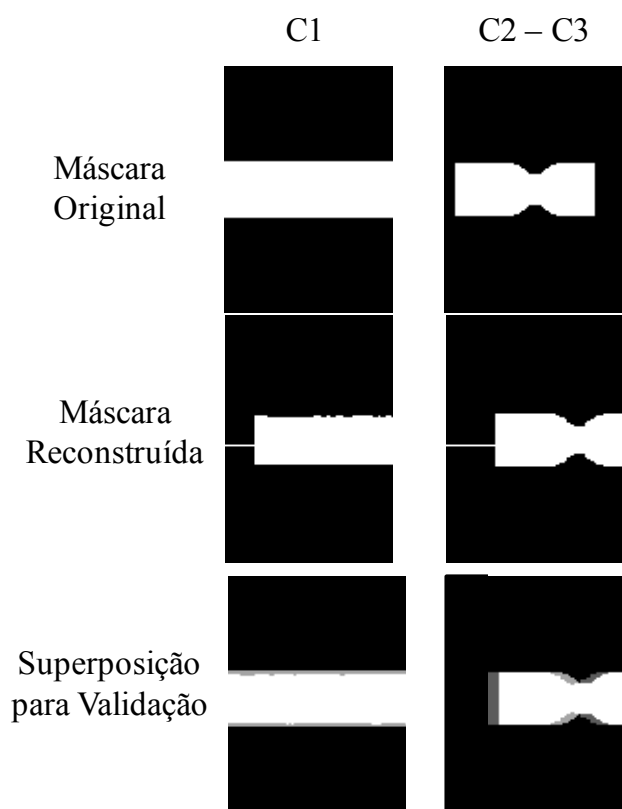 C1
C2 – C3
Máscara
Original
Máscara
Reconstruída
Superposição
para Validação